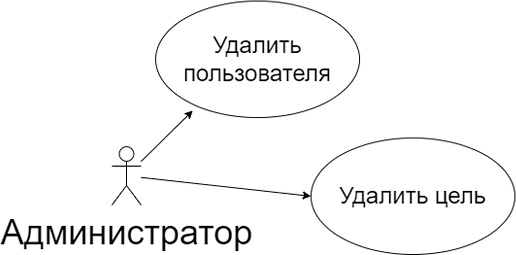 Удалить
пользователя
Удалить цель
Администратор